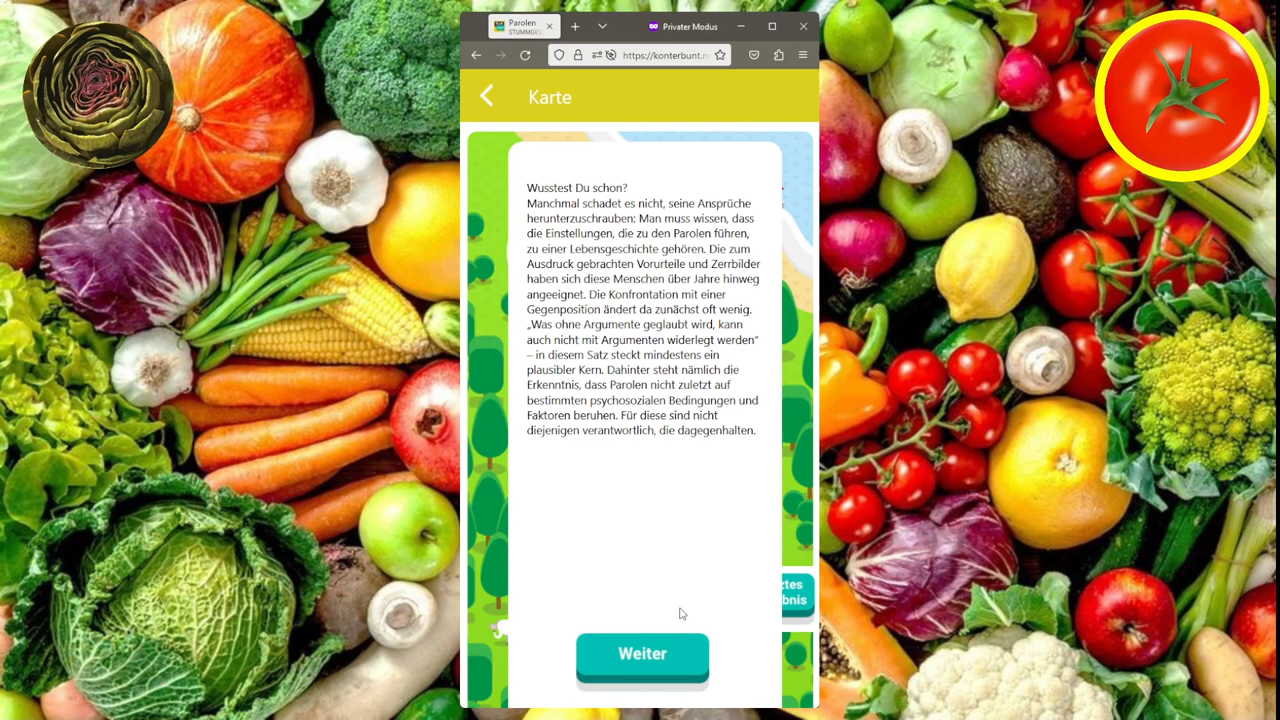 Parolen
STUMMGES
Privater Modus
https://konterbunt.
Karte
Wusstest Du schon?
Manchmal schadet es nicht, seine Ansprüche
herunterzuschrauben: Man muss wissen, dass
die Einstellungen, die zu den Parolen führen,
zu einer Lebensgeschichte gehören. Die zum
Ausdruck gebrachten Vorurteile und Zerrbilder
haben sich diese Menschen über Jahre hinweg
angeeignet. Die Konfrontation mit einer
Gegenposition ändert da zunächst oft wenig.
„Was ohne Argumente geglaubt wird, kann
auch nicht mit Argumenten widerlegt werden“
– in diesem Satz steckt mindestens ein
plausibler Kern. Dahinter steht nämlich die
Erkenntnis, dass Parolen nicht zuletzt auf
bestimmten psychosozialen Bedingungen und
Faktoren beruhen. Für diese sind nicht
diejenigen verantwortlich, die dagegenhalten.
ztes
bnis
Weiter